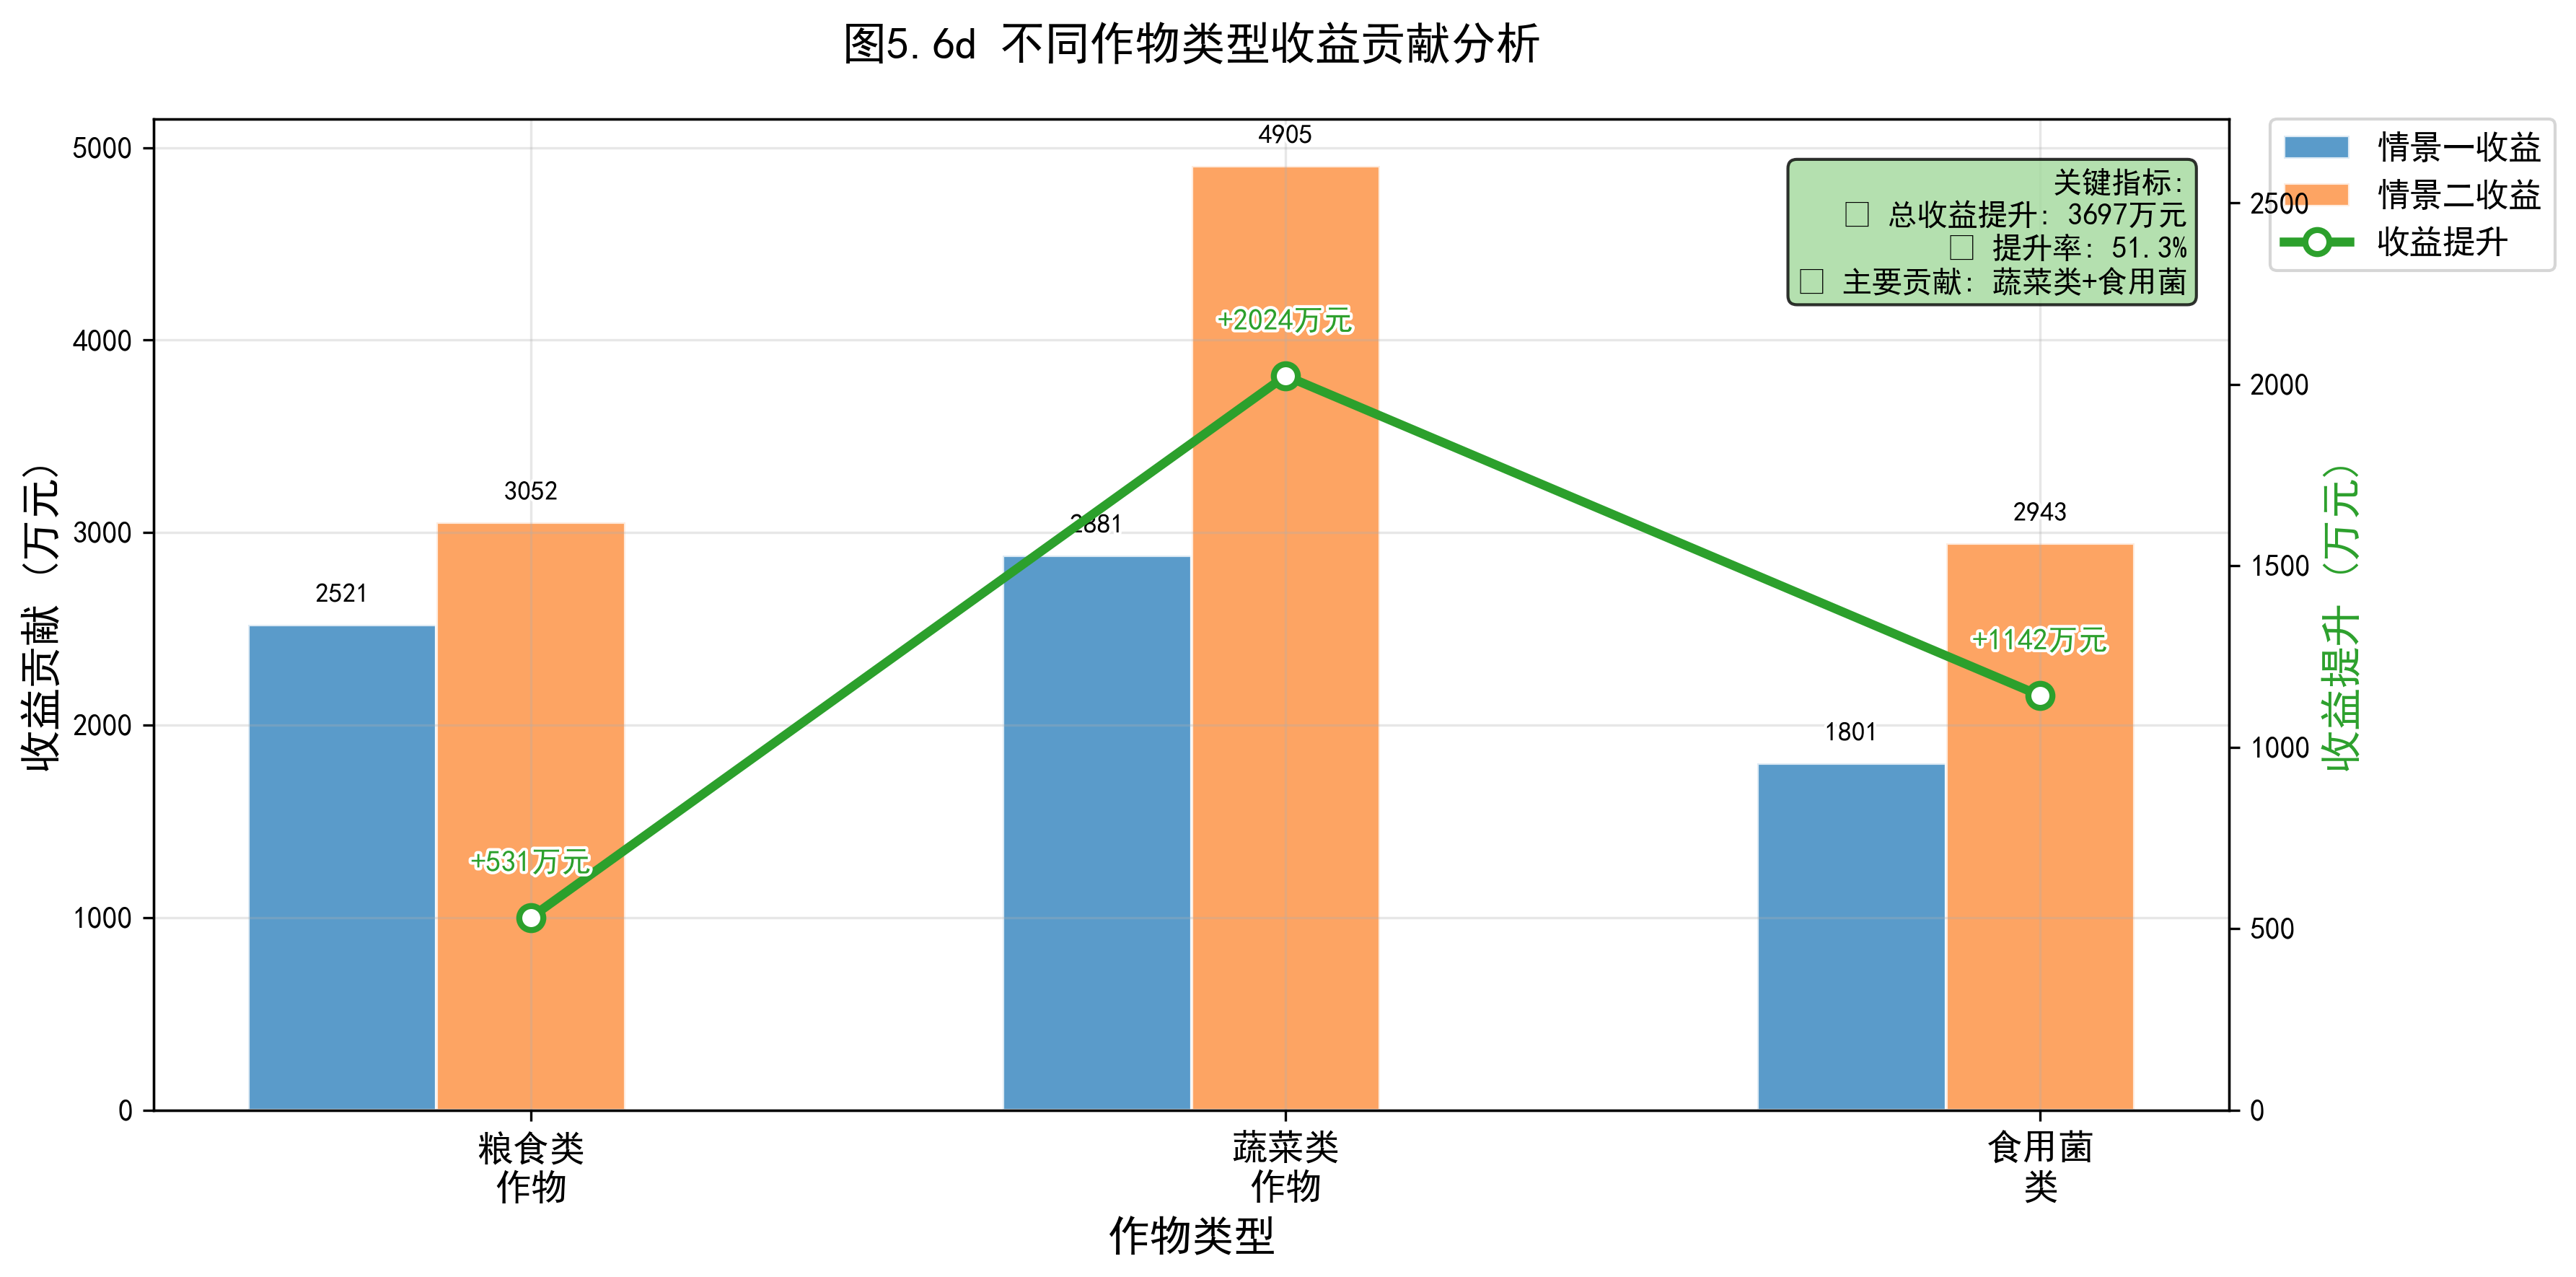 图5.6d 不同作物类型收益贡献分析
收益贡献 (万元)
5000
4000
3000
2000
1000
0
2521
3052
2881
4905
1801
2943
+531万元
+2024万元
+1142万元
关键指标:
□ 总收益提升: 3697万元
□ 提升率: 51.3%
□ 主要贡献: 蔬菜类+食用菌
2500
2000
1500
1000
500
0
收益提升 (万元)
情景一收益
情景二收益
收益提升
粮食类
作物
蔬菜类
作物
食用菌
类
作物类型